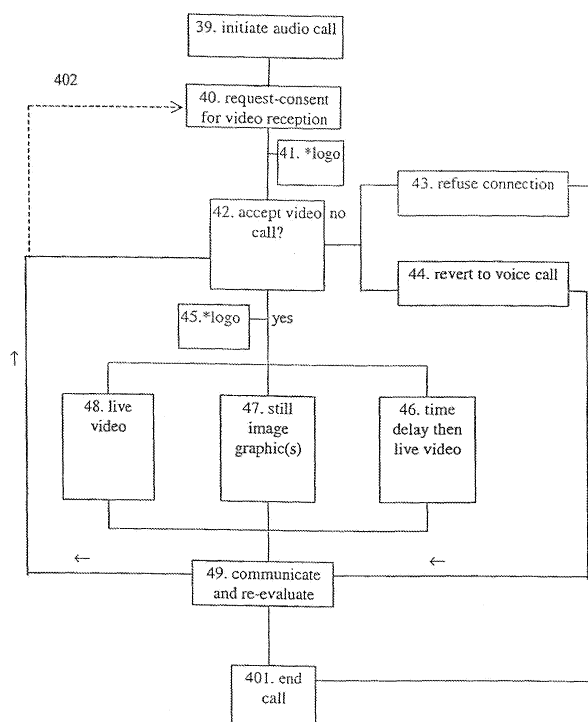 39. initiate audio call
402
40. request-consent
for video reception
41. *logo
42. accept video
call?
no
43. refuse connection
44. revert to voice call
45.*logo
yes
↑
48. live
video
47. still
image
graphic(s)
46. time
delay then
live video
←
←
49. communicate
and re-evaluate
401. end
call